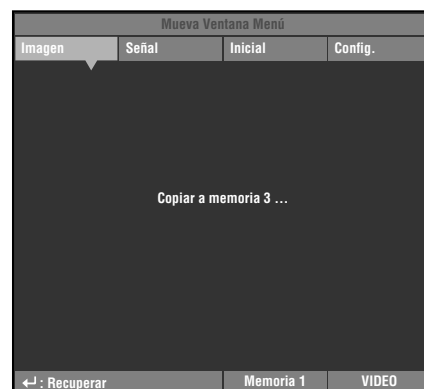 Mueva Ventana Menú
Imagen Señal Inicial Config.
Copiar a memoria 3 ...
↵ : Recuperar Memoria 1 VIDEO